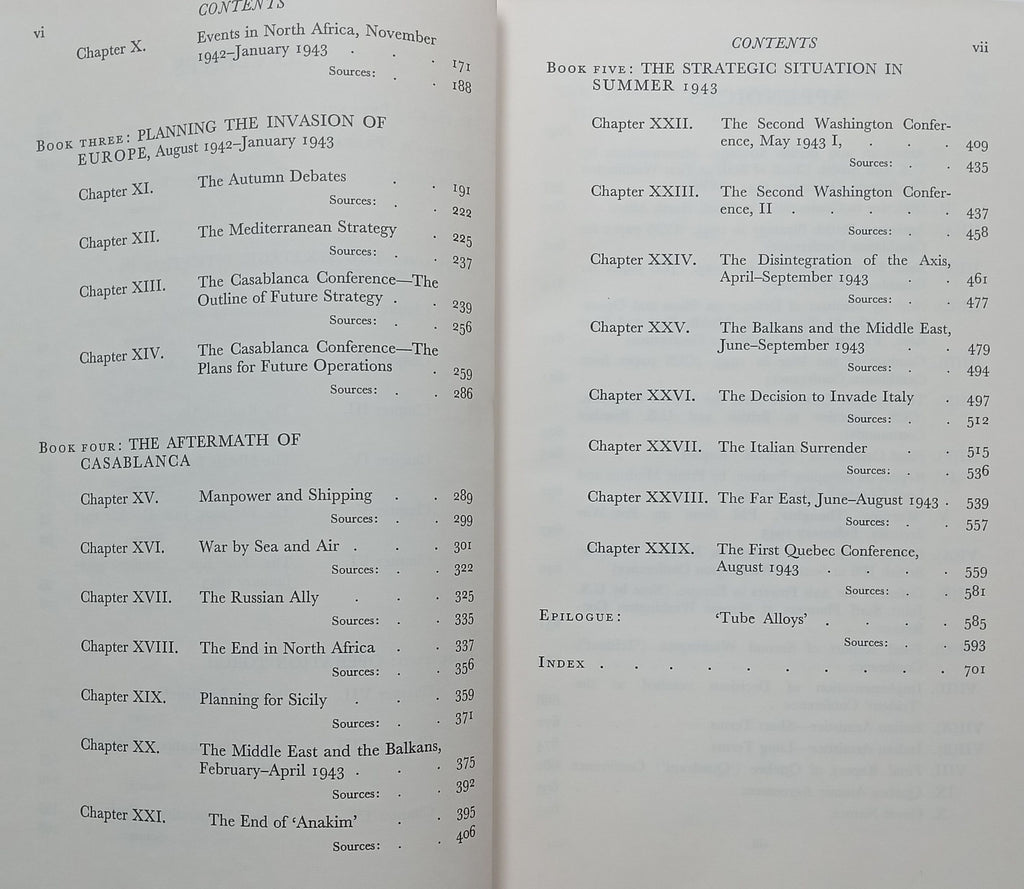 vi
CONTENTS
Chapter X. Events in North Africa, November
1942–January 1943 . . . 171
Sources: . . 188
Book three: PLANNING THE INVASION OF
EUROPE, August 1942–January 1943
Chapter XI. The Autumn Debates . . 191
Sources: . . 222
Chapter XII. The Mediterranean Strategy . 225
Sources: . . 237
Chapter XIII. The Casablanca Conference—The
Outline of Future Strategy . . 239
Sources: . . 256
Chapter XIV. The Casablanca Conference—The
Plans for Future Operations . 259
Sources: . . 286
Book four: THE AFTERMATH OF
CASABLANCA
Chapter XV. Manpower and Shipping . . 289
Sources: . . 299
Chapter XVI. War by Sea and Air . . . 301
Sources: . . 322
Chapter XVII. The Russian Ally . . . 325
Sources: . . 335
Chapter XVIII. The End in North Africa . . 337
Sources: . . 356
Chapter XIX. Planning for Sicily . . . 359
Sources: . . 371
Chapter XX. The Middle East and the Balkans,
February–April 1943 . . . 375
Sources: . . 392
Chapter XXI. The End of ‘Anakim’ . . 395
Sources: . . 406
CONTENTS
vii
Book five: THE STRATEGIC SITUATION IN
SUMMER 1943
Chapter XXII. The Second Washington Confer-
ence, May 1943 I, . . . 409
Sources: . . 435
Chapter XXIII. The Second Washington Confer-
ence, II . . . . . 437
Sources: . . 458
Chapter XXIV. The Disintegration of the Axis,
April–September 1943 . . 461
Sources: . . 477
Chapter XXV. The Balkans and the Middle East,
June–September 1943 . . 479
Sources: . . 494
Chapter XXVI. The Decision to Invade Italy . 497
Sources: . . 512
Chapter XXVII. The Italian Surrender . . 515
Sources: . . 536
Chapter XXVIII. The Far East, June–August 1943 . 539
Sources: . . 557
Chapter XXIX. The First Quebec Conference,
August 1943 . . . . 559
Sources: . . 581
Epilogue: ‘Tube Alloys’ . . . . 585
Sources: . . 593
Index . . . . . . . . . . 701